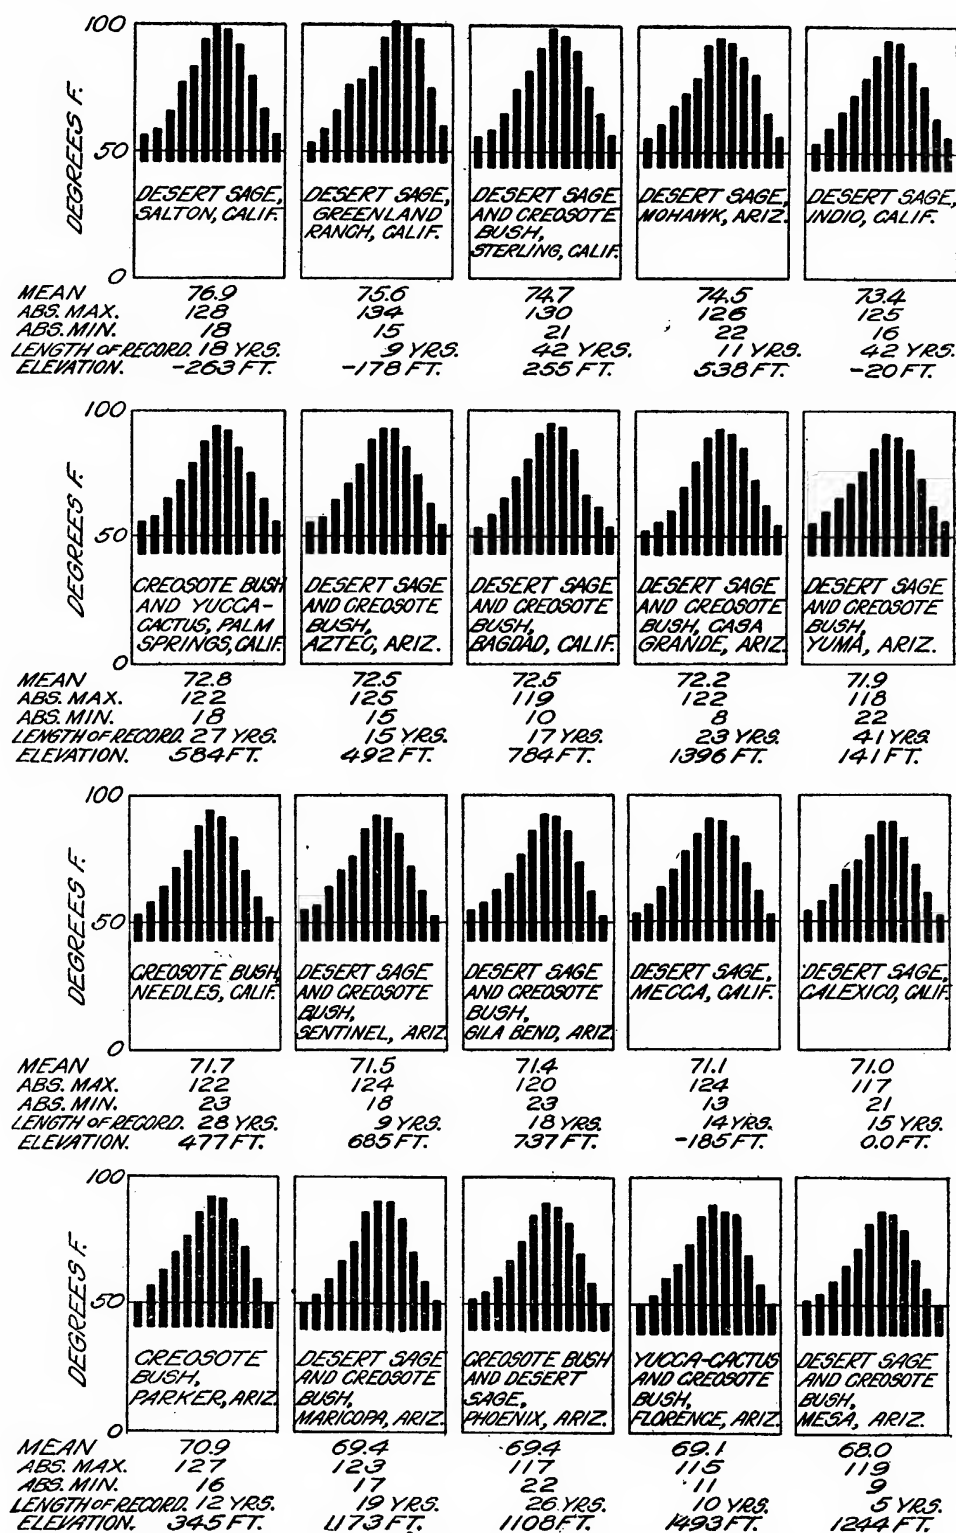 100
50
0
DEGREES F.
DESERT SAGE,
SALTON, CALIF.
DESERT SAGE,
GREENLAND
RANCH, CALIF.
DESERT SAGE
AND CREOSOTE
BUSH,
STERLING, CALIF.
DESERT SAGE,
MOHAWK, ARIZ.
DESERT SAGE,
INDIO, CALIF.
MEAN 76.9 75.6 74.7 74.5 73.4
ABS. MAX. 128 134 130 126 125
ABS. MIN. 18 15 21 22 16
LENGTH OF RECORD. 18 YRS. 9 YRS. 42 YRS. 11 YRS. 42 YRS.
ELEVATION. -263 FT. -178 FT. 255 FT. 538 FT. -20 FT.
100
50
0
DEGREES F.
CREOSOTE BUSH
AND YUCCA-
CACTUS, PALM
SPRINGS, CALIF.
DESERT SAGE
AND CREOSOTE
BUSH,
AZTEC, ARIZ.
DESERT SAGE
AND CREOSOTE
BUSH,
BAGDAD, CALIF.
DESERT SAGE
AND CREOSOTE
BUSH, CASA
GRANDE, ARIZ.
DESERT SAGE
AND CREOSOTE
BUSH,
YUMA, ARIZ.
MEAN 72.8 72.5 72.5 72.2 71.9
ABS. MAX. 122 125 119 122 118
ABS. MIN. 18 15 10 8 22
LENGTH OF RECORD. 27 YRS. 15 YRS. 17 YRS. 23 YRS. 41 YRS.
ELEVATION. 584 FT. 492 FT. 784 FT. 1396 FT. 141 FT.
100
50
0
DEGREES F.
CREOSOTE BUSH,
NEEDLES, CALIF.
DESERT SAGE
AND CREOSOTE
BUSH,
SENTINEL, ARIZ.
DESERT SAGE
AND CREOSOTE
BUSH,
GILA BEND, ARIZ.
DESERT SAGE,
MECCA, CALIF.
DESERT SAGE,
CALEXICO, CALIF.
MEAN 71.7 71.5 71.4 71.1 71.0
ABS. MAX. 122 124 120 124 117
ABS. MIN. 23 18 23 13 21
LENGTH OF RECORD. 28 YRS. 9 YRS. 18 YRS. 14 YRS. 15 YRS.
ELEVATION. 477 FT. 685 FT. 737 FT. -185 FT. 0.0 FT.
100
50
0
DEGREES F.
CREOSOTE
BUSH,
PARKER, ARIZ.
DESERT SAGE
AND CREOSOTE
BUSH,
MARICOPA, ARIZ.
CREOSOTE BUSH
AND DESERT
SAGE,
PHOENIX, ARIZ.
YUCCA-CACTUS
AND CREOSOTE
BUSH,
FLORENCE, ARIZ.
DESERT SAGE
AND CREOSOTE
BUSH,
MESA, ARIZ.
MEAN 70.9 69.4 69.4 69.1 68.0
ABS. MAX. 127 123 117 115 119
ABS. MIN. 16 17 22 11 9
LENGTH OF RECORD. 12 YRS. 19 YRS. 26 YRS. 10 YRS. 5 YRS.
ELEVATION. 345 FT. 1173 FT. 1108 FT. 1493 FT. 1244 FT.